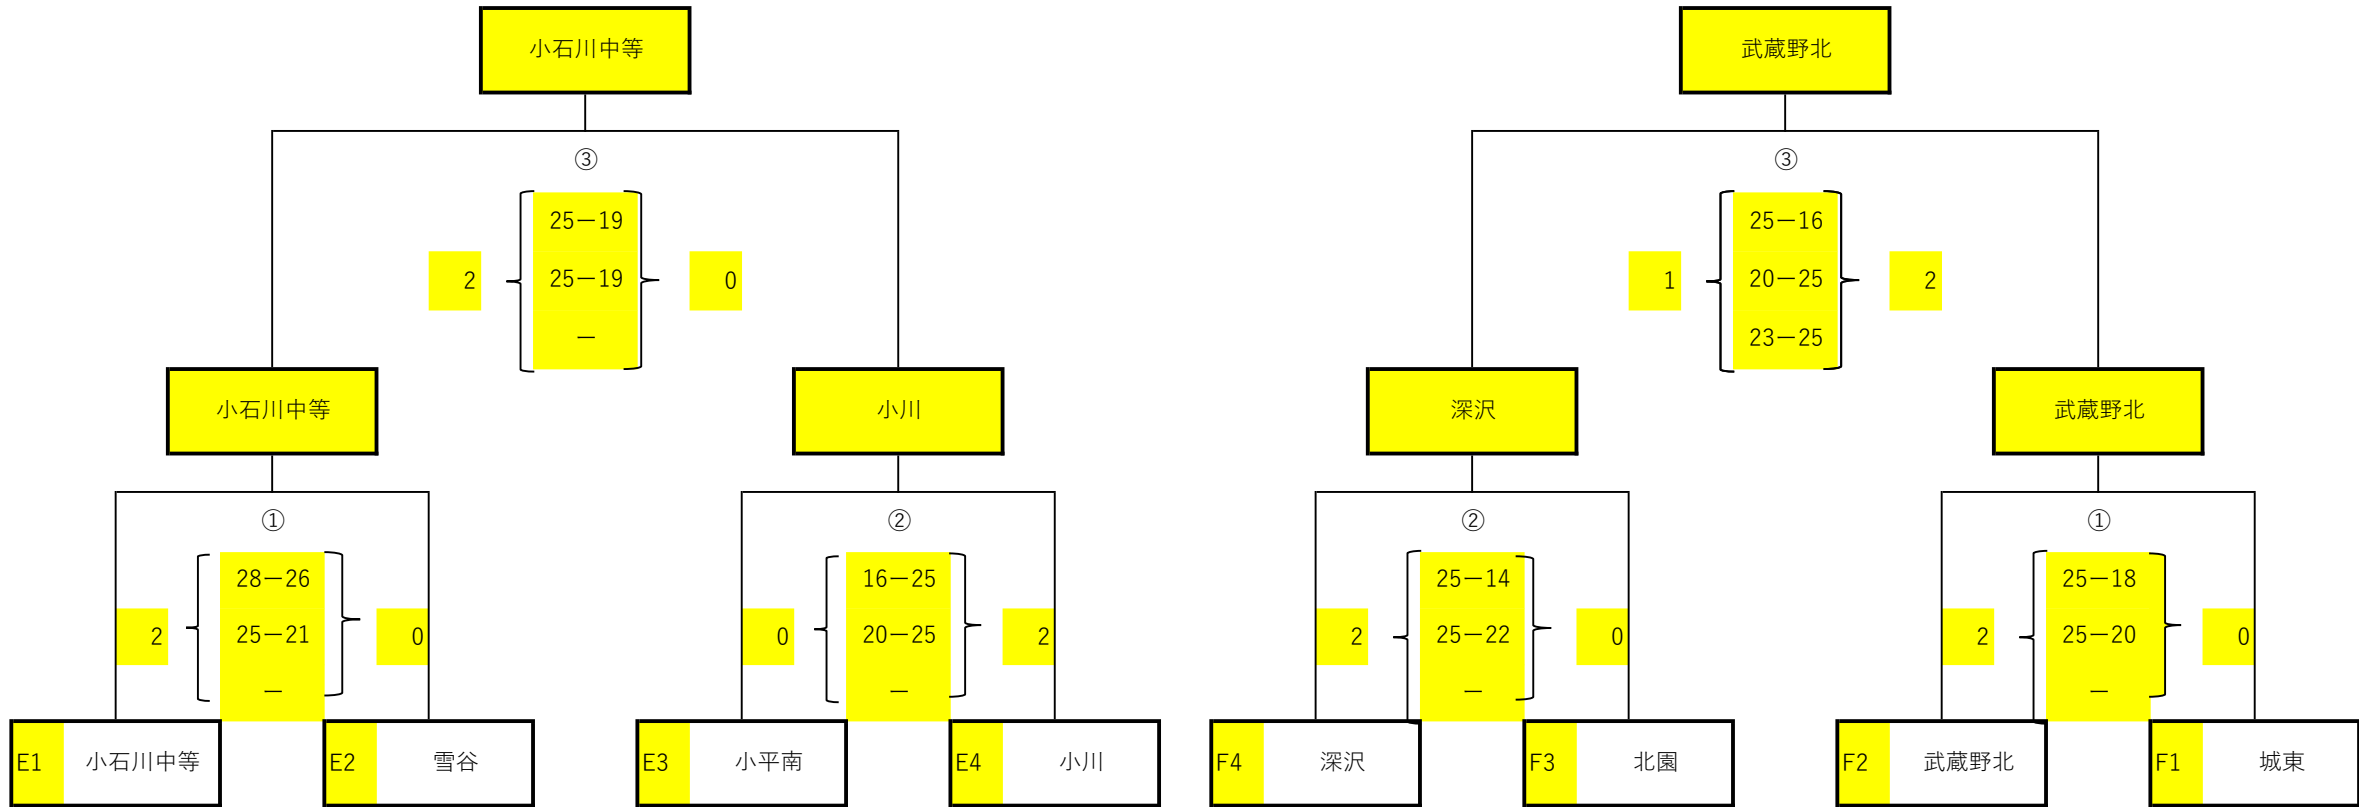 小石川中等
武蔵野北
③
③
25－19
25－16
2
25－19
0
1
20－25
2
－
23－25
小石川中等
小川
深沢
武蔵野北
①
②
②
①
28－26
16－25
25－14
25－18
2
25－21
0
0
20－25
2
2
25－22
0
2
25－20
0
－
－
－
－
E1 小石川中等
E2 雪谷
E3 小平南
E4 小川
F4 深沢
F3 北園
F2 武蔵野北
F1 城東